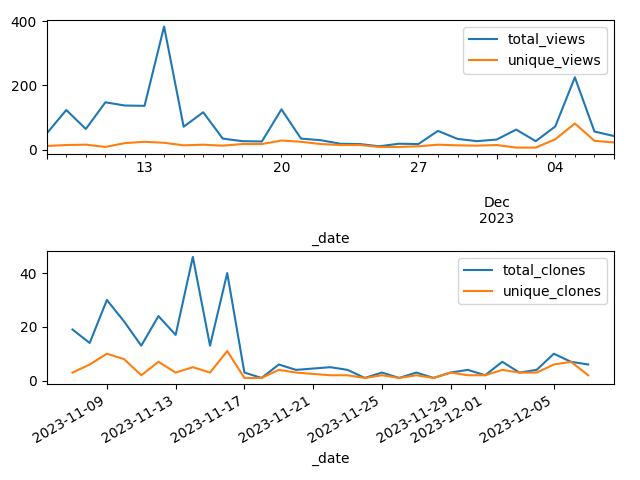 400
200
0
total_views
unique_views
13
20
27
04
Dec
2023
_date
40
20
0
total_clones
unique_clones
2023-11-09
2023-11-13
2023-11-17
2023-11-21
2023-11-25
2023-11-29
2023-12-01
2023-12-05
_date